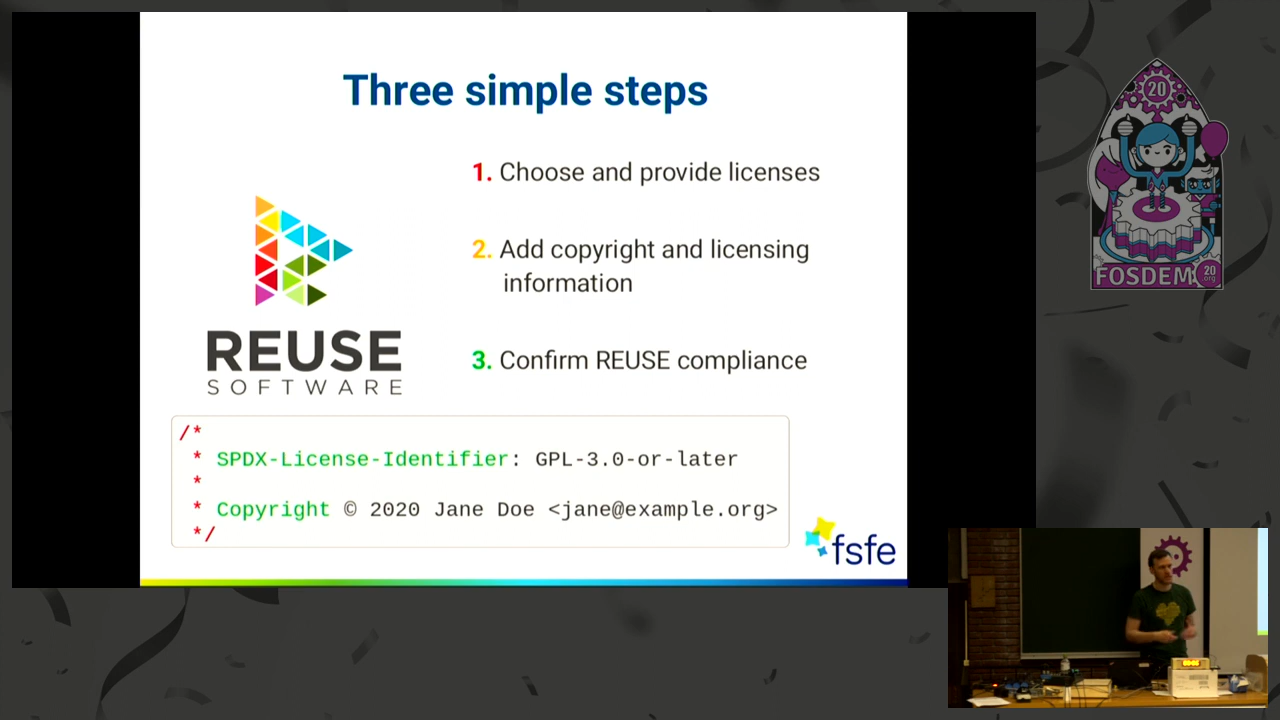 Three simple steps
1. Choose and provide licenses
2. Add copyright and licensing
information
3. Confirm REUSE compliance
REUSE
SOFTWARE
/*
* SPDX-License-Identifier: GPL-3.0-or-later
*
* Copyright © 2020 Jane Doe <jane@example.org>
*/
fsfe
20
FOSDEM
20
org